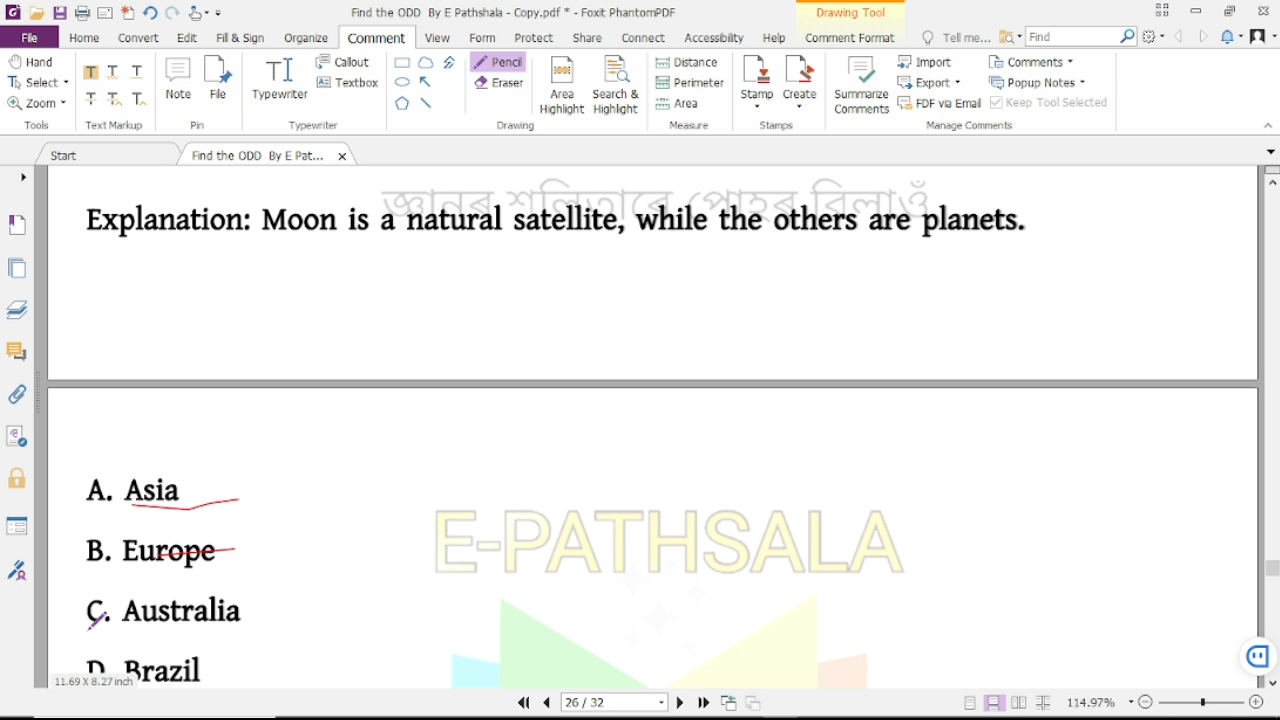 Find the ODD By E Pathshala - Copy.pdf * - Foxit PhantomPDF
Drawing Tool
File Home Convert Edit Fill & Sign Organize Comment View Form Protect Share Connect Accessibility Help Comment Format Tell me... Find
Hand
Select
Zoom
Tools
Text Markup
Note
File
Pin
Typewriter
Callout
Textbox
Typewriter
Pencil
Eraser
Area Highlight
Search & Highlight
Drawing
Distance
Perimeter
Area
Measure
Stamp
Create
Stamps
Summarize Comments
Import
Export
FDF via Email
Comments
Popup Notes
Keep Tool Selected
Manage Comments
Start
Find the ODD By E Pat...
জ্ঞানৰ শলিতাৰে পোহৰ বিলাওঁ
Explanation: Moon is a natural satellite, while the others are planets.
A. Asia
B. Europe
C. Australia
D. Brazil
E-PATHSALA
11.69 X 8.27 inch
26 / 32
114.97%